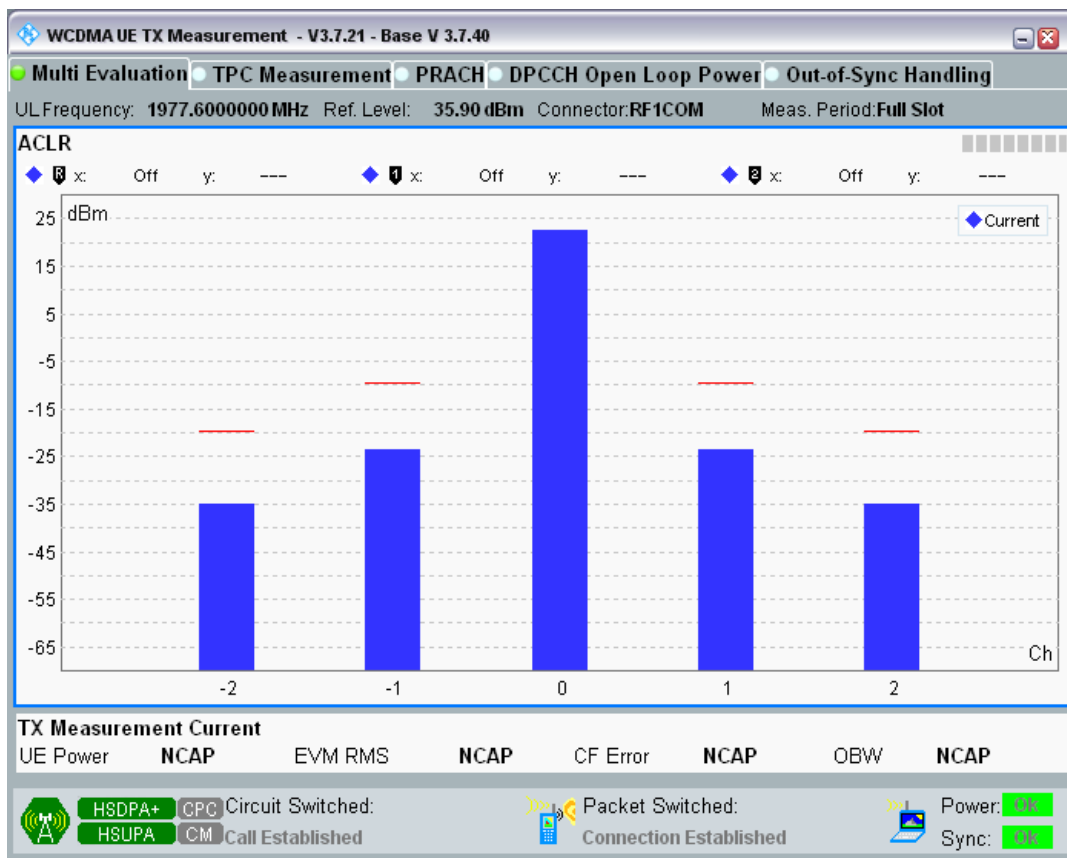 WCDMA UE TX Measurement - V3.7.21 - Base V 3.7.40
Multi Evaluation TPC Measurement PRACH DPCCH Open Loop Power Out-of-Sync Handling
UL Frequency: 1977.6000000 MHz Ref. Level: 35.90 dBm Connector:RF1COM Meas. Period:Full Slot
ACLR
R x: Off y: --- 1 x: Off y: --- 2 x: Off y: ---
dBm
Current
25
15
5
-5
-15
-25
-35
-45
-55
-65
Ch
-2 -1 0 1 2
TX Measurement Current
UE Power NCAP EVM RMS NCAP CF Error NCAP OBW NCAP
HSDPA+ CPC Circuit Switched: Packet Switched: Power: OK
HSUPA CM Call Established Connection Established Sync: OK